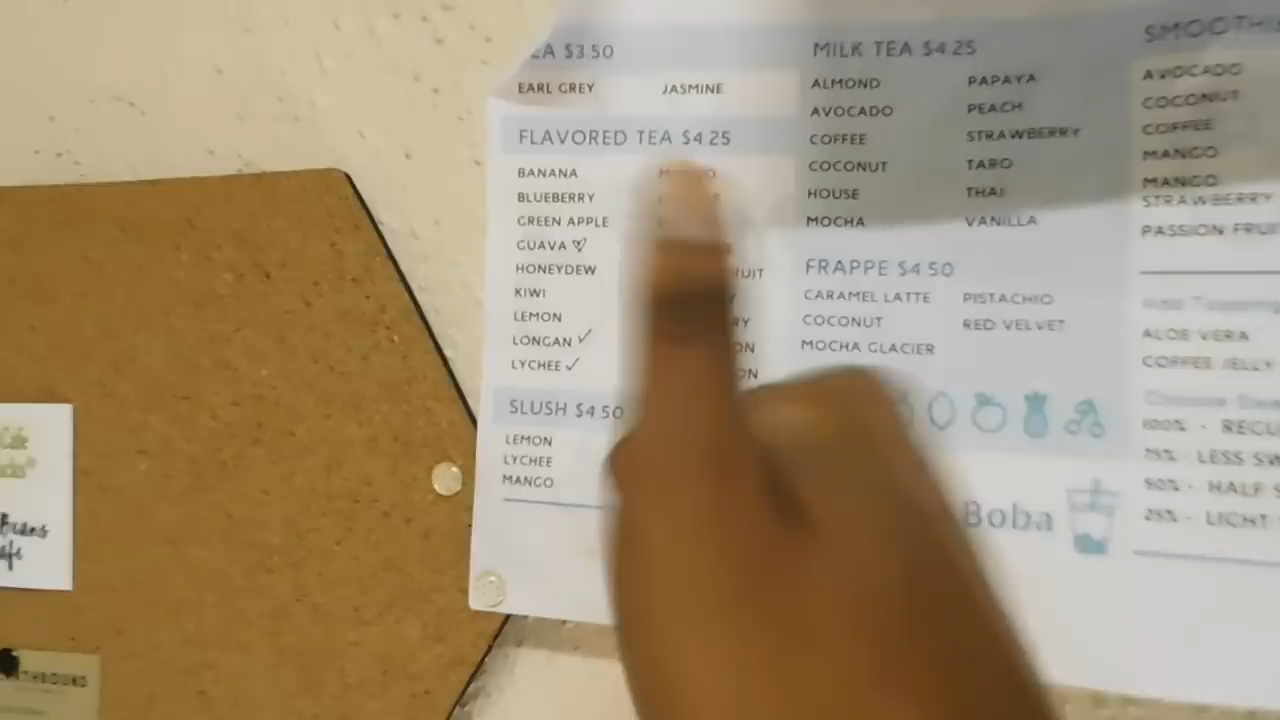 TEA $3.50
EARL GREY
JASMINE
FLAVORED TEA $4.25
BANANA
BLUEBERRY
GREEN APPLE
GUAVA
HONEYDEW
KIWI
LEMON
LONGAN ✓
LYCHEE ✓
SLUSH $4.50
LEMON
LYCHEE
MANGO
MILK TEA $4.25
ALMOND
AVOCADO
COFFEE
COCONUT
HOUSE
MOCHA
PAPAYA
PEACH
STRAWBERRY
TARO
THAI
VANILLA
FRAPPE $4.50
CARAMEL LATTE
COCONUT
MOCHA GLACIER
PISTACHIO
RED VELVET
Boba
AVOCADO
COCONUT
COFFEE
MANGO
MANGO
STRAWBERRY
PASSION FRUI
ALOE VERA
COFFEE JELLY
100% - REGU
75% - LESS SW
50% - HALF S
25% - LIGHT